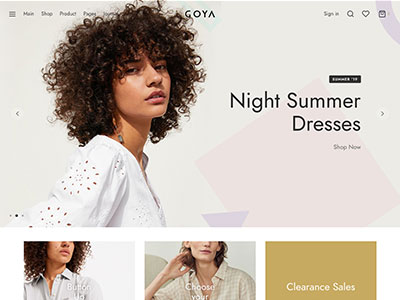 Main Shop Product Pages
GOYA
Sign in
SUMMER '19
Night Summer
Dresses
Shop Now
Button
Up
Choose
your
Clearance Sales